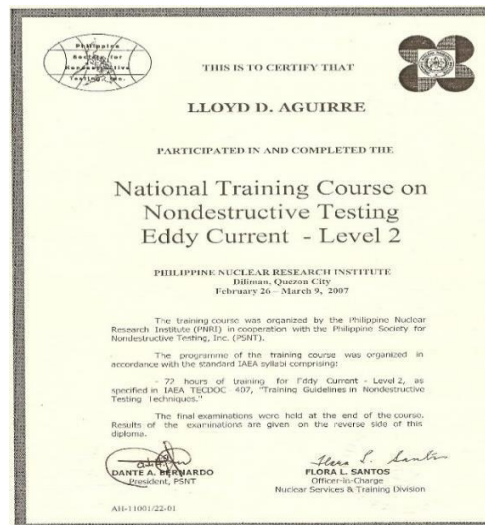 Philippine
Society for
Nondestructive
Testing, Inc.
THIS IS TO CERTIFY THAT
LLOYD D. AGUIRRE
PARTICIPATED IN AND COMPLETED THE
National Training Course on
Nondestructive Testing
Eddy Current - Level 2
PHILIPPINE NUCLEAR RESEARCH INSTITUTE
Diliman, Quezon City
February 26 – March 9, 2007
The training course was organized by the Philippine Nuclear
Research Institute (PNRI) in cooperation with the Philippine Society for
Nondestructive Testing, Inc. (PSNT).
The programme of the training course was organized in
accordance with the standard IAEA syllabi comprising:
- 72 hours of training for Eddy Current - Level 2, as
specified in IAEA TECDOC 407, "Training Guidelines in Nondestructive
Testing Techniques."
The final examinations were held at the end of the course.
Results of the examinations are given on the reverse side of this
diploma.
Flora L. Santos
DANTE A. BERNARDO
President, PSNT
FLORA L. SANTOS
Officer-in-Charge
Nuclear Services & Training Division
AH-11001/22-01